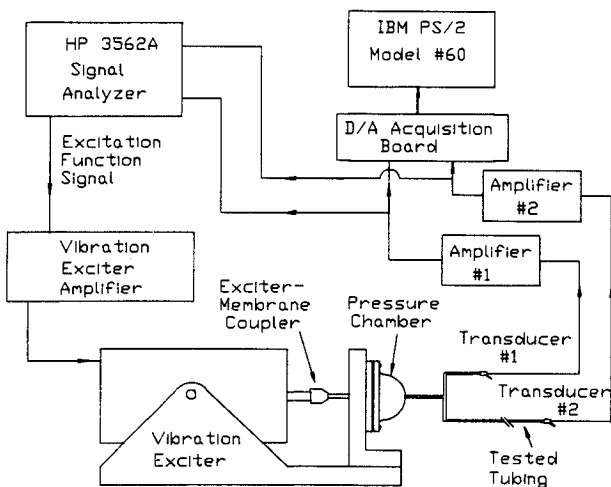 HP 3562A
Signal
Analyzer
IBM PS/2
Model #60
D/A Acquisition
Board
Excitation
Function
Signal
Amplifier
#2
Amplifier
#1
Vibration
Exciter
Amplifier
Exciter-
Membrane
Coupler
Pressure
Chamber
Transducer
#1
Transducer
#2
Vibration
Exciter
Tested
Tubing